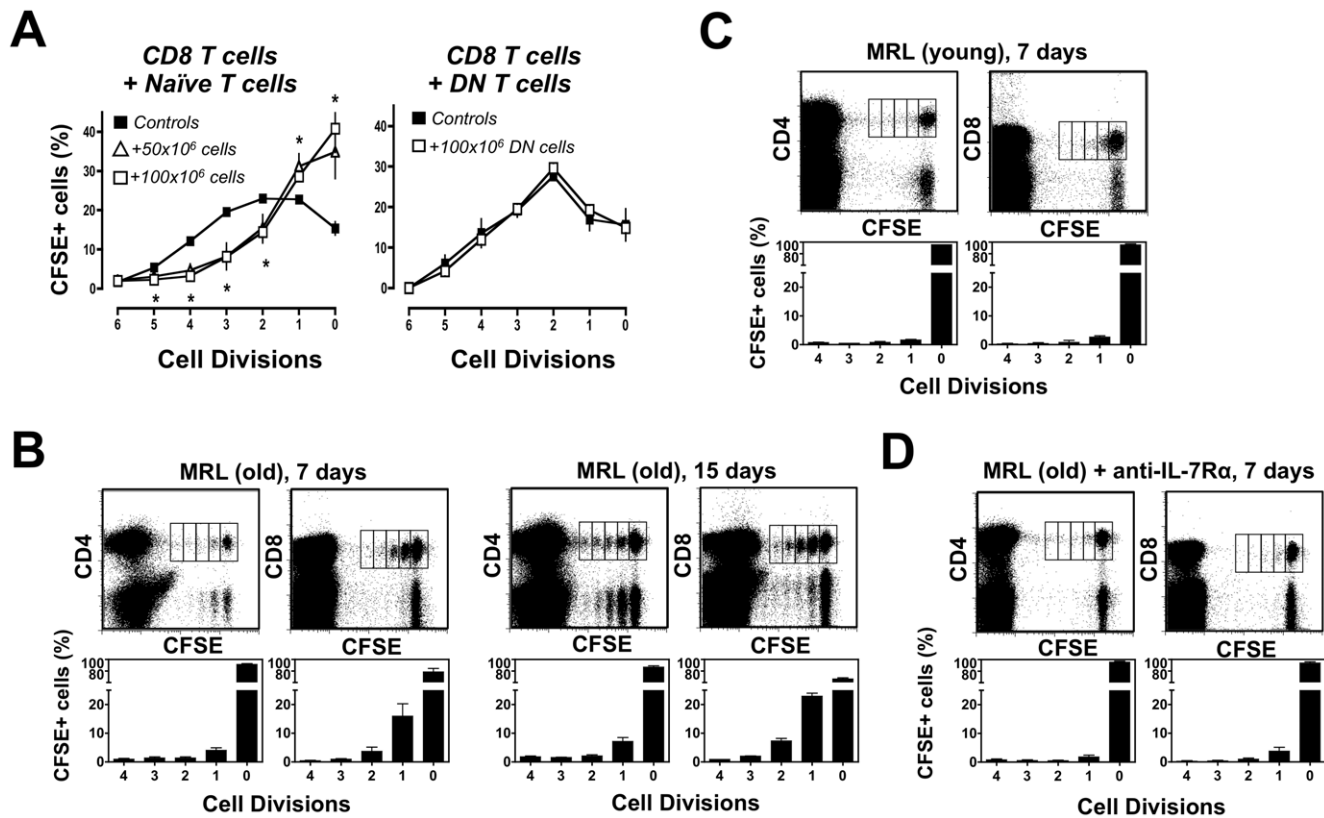 A
CD8 T cells
+ Naïve T cells
CD8 T cells
+ DN T cells
CFSE+ cells (%)
40
30
20
10
0
Controls
+50x10⁶ cells
+100x10⁶ cells
*
*
*
*
*
*
6 5 4 3 2 1 0
Cell Divisions
40
30
20
10
0
Controls
+100x10⁶ DN cells
6 5 4 3 2 1 0
Cell Divisions
C
MRL (young), 7 days
CD4
CD8
CFSE
CFSE+ cells (%)
100
80
20
10
0
4 3 2 1 0
4 3 2 1 0
Cell Divisions
B
MRL (old), 7 days
CD4
CD8
CFSE
CFSE+ cells (%)
100
80
20
10
0
4 3 2 1 0
4 3 2 1 0
Cell Divisions
MRL (old), 15 days
CD4
CD8
CFSE
100
80
20
10
0
4 3 2 1 0
4 3 2 1 0
Cell Divisions
D
MRL (old) + anti-IL-7Rα, 7 days
CD4
CD8
CFSE
CFSE+ cells (%)
100
80
20
10
0
4 3 2 1 0
4 3 2 1 0
Cell Divisions